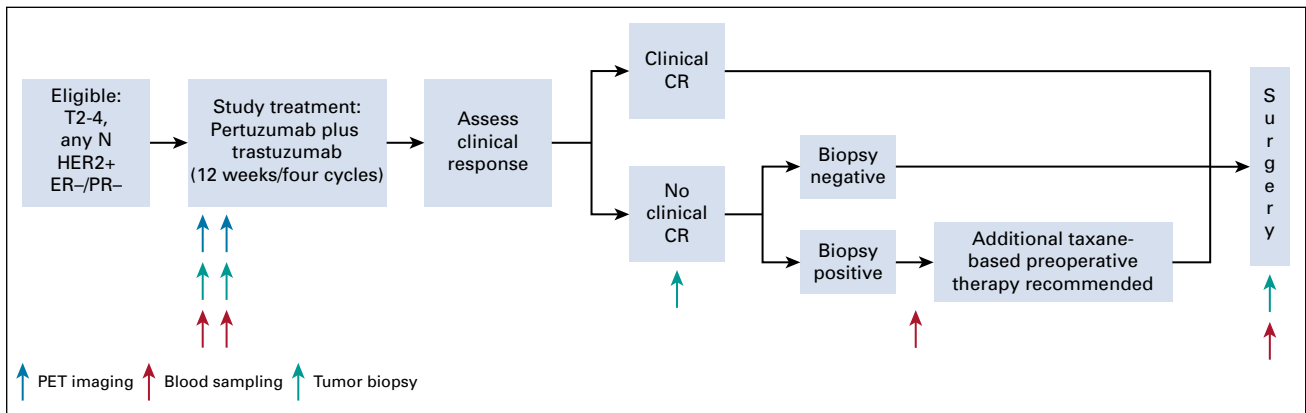 Eligible:
T2-4,
any N
HER2+
ER–/PR–
Study treatment:
Pertuzumab plus
trastuzumab
(12 weeks/four cycles)
Assess
clinical
response
Clinical
CR
No
clinical
CR
Biopsy
negative
Biopsy
positive
Additional taxane-
based preoperative
therapy recommended
Surgery
PET imaging
Blood sampling
Tumor biopsy